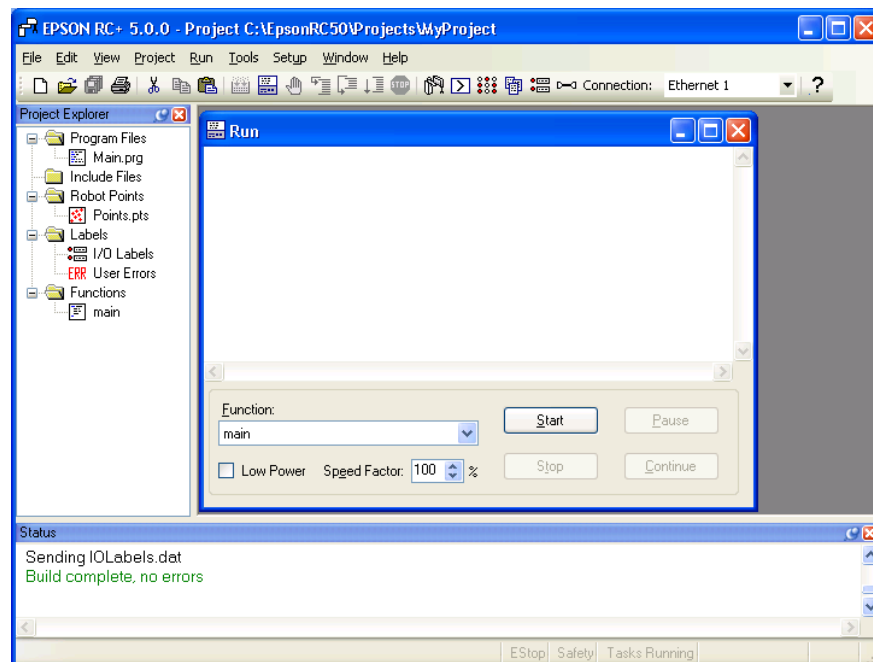 EPSON RC+ 5.0.0 - Project C:\EpsonRC50\Projects\MyProject
File Edit View Project Run Tools Setup Window Help
STOP Connection: Ethernet 1 ?
Project Explorer
Program Files
Main.prg
Include Files
Robot Points
Points.pts
Labels
I/O Labels
ERR User Errors
Functions
main
Run
Function:
main
Start Pause
Low Power Speed Factor: 100 %
Stop Continue
Status
Sending IOLabels.dat
Build complete, no errors
EStop Safety Tasks Running